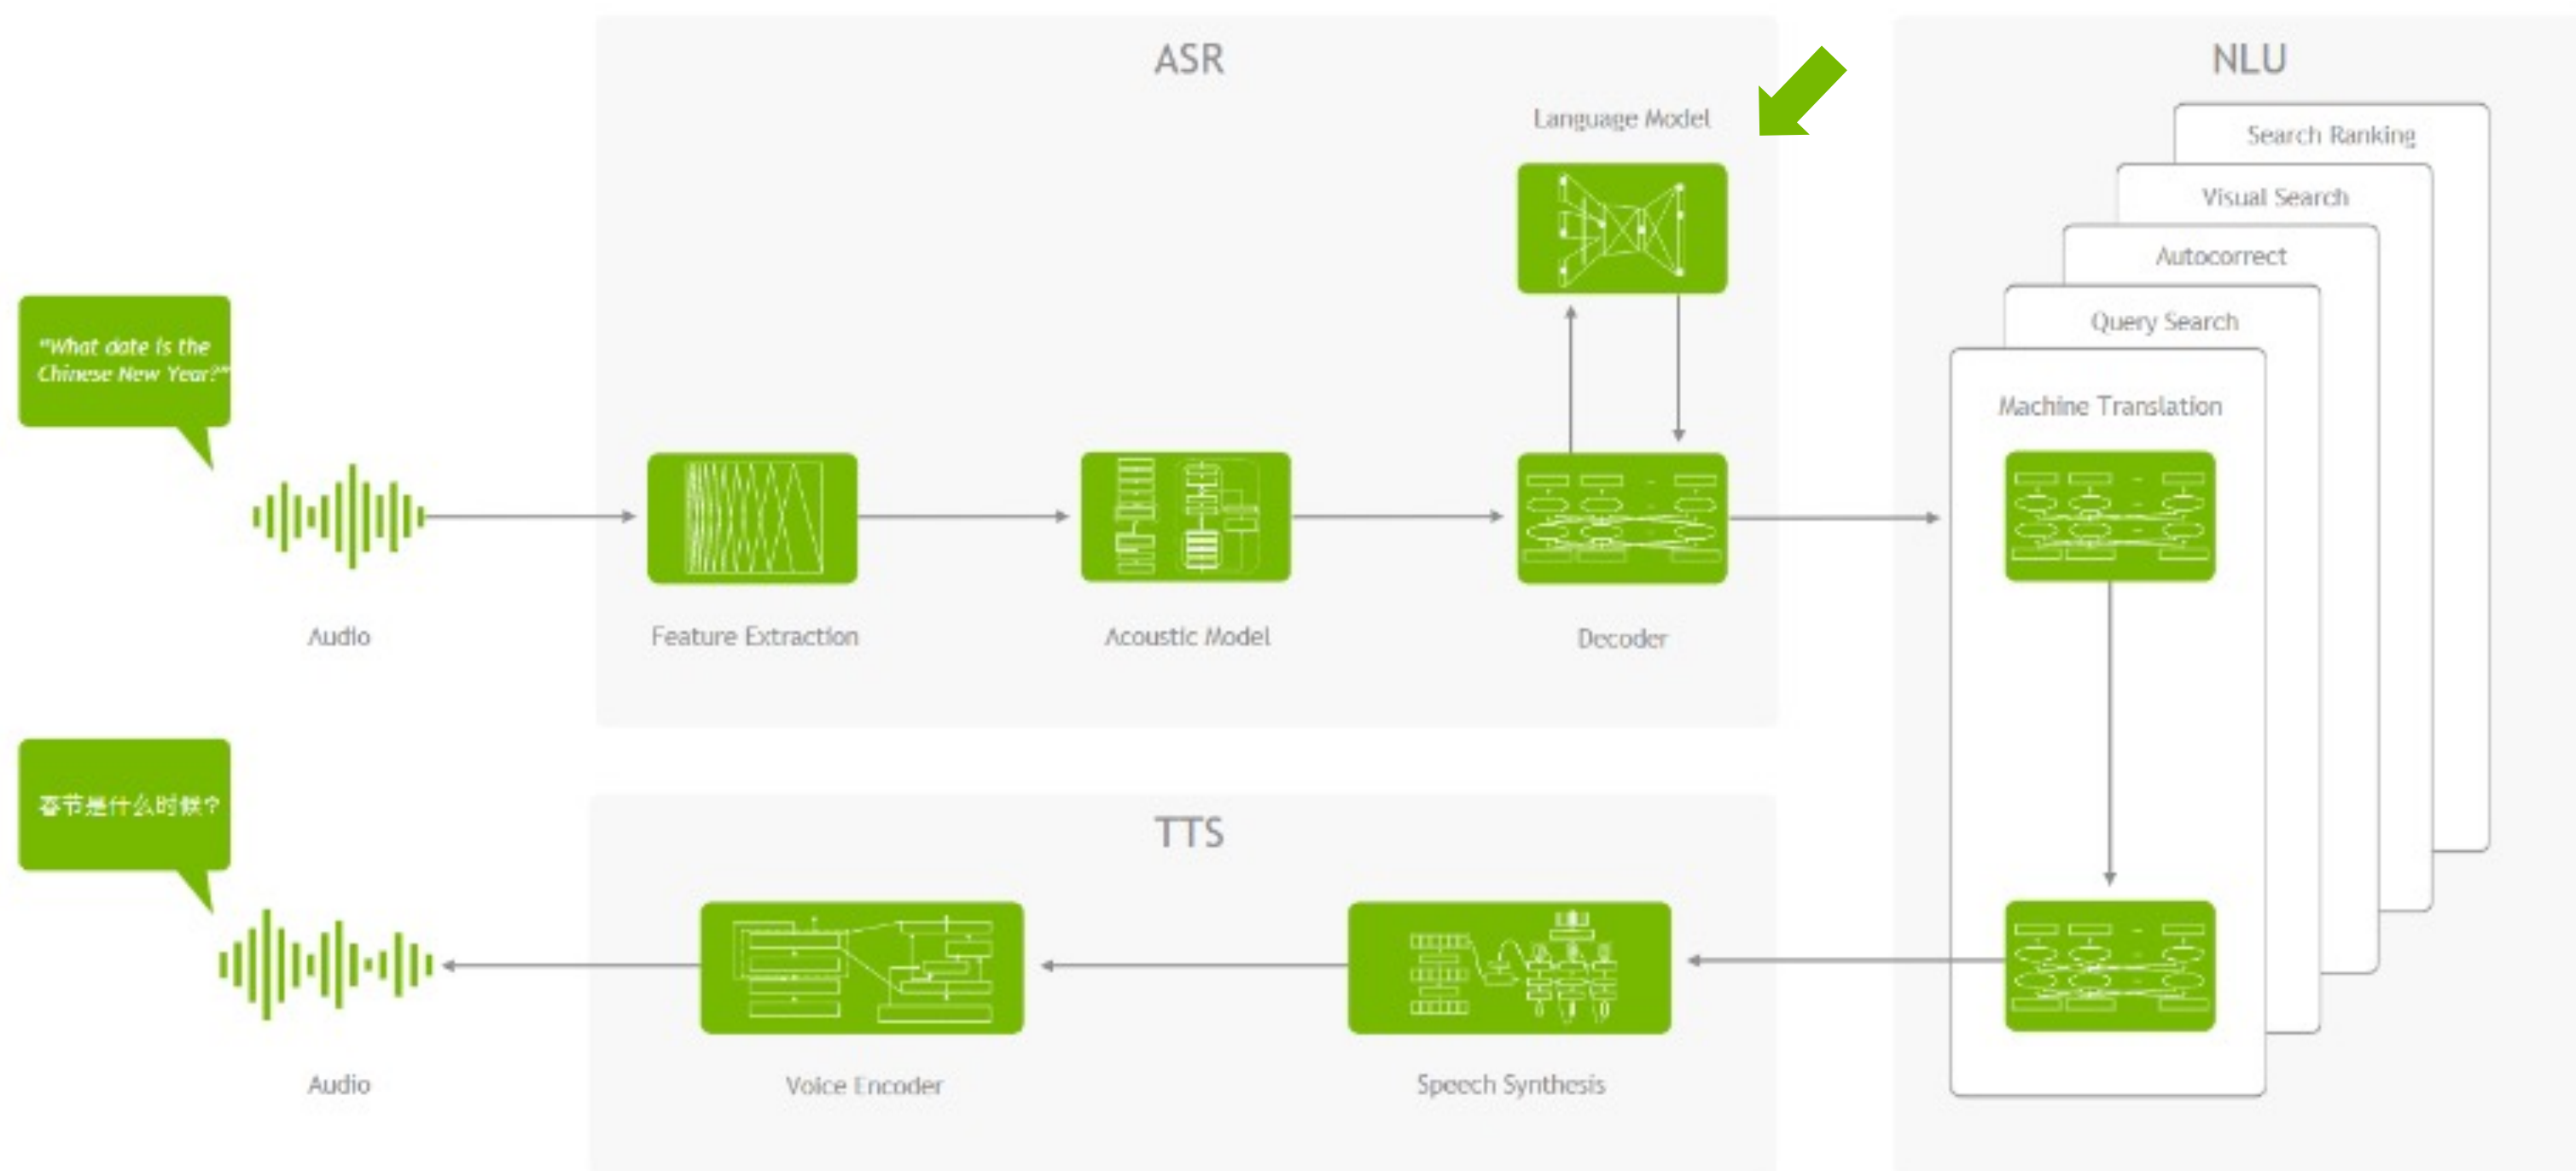 ASR
NLU
Language Model
Search Ranking
Visual Search
Autocorrect
Query Search
Machine Translation
"What date is the
Chinese New Year?"
Audio
Feature Extraction
Acoustic Model
Decoder
春节是什么时候?
TTS
Audio
Voice Encoder
Speech Synthesis